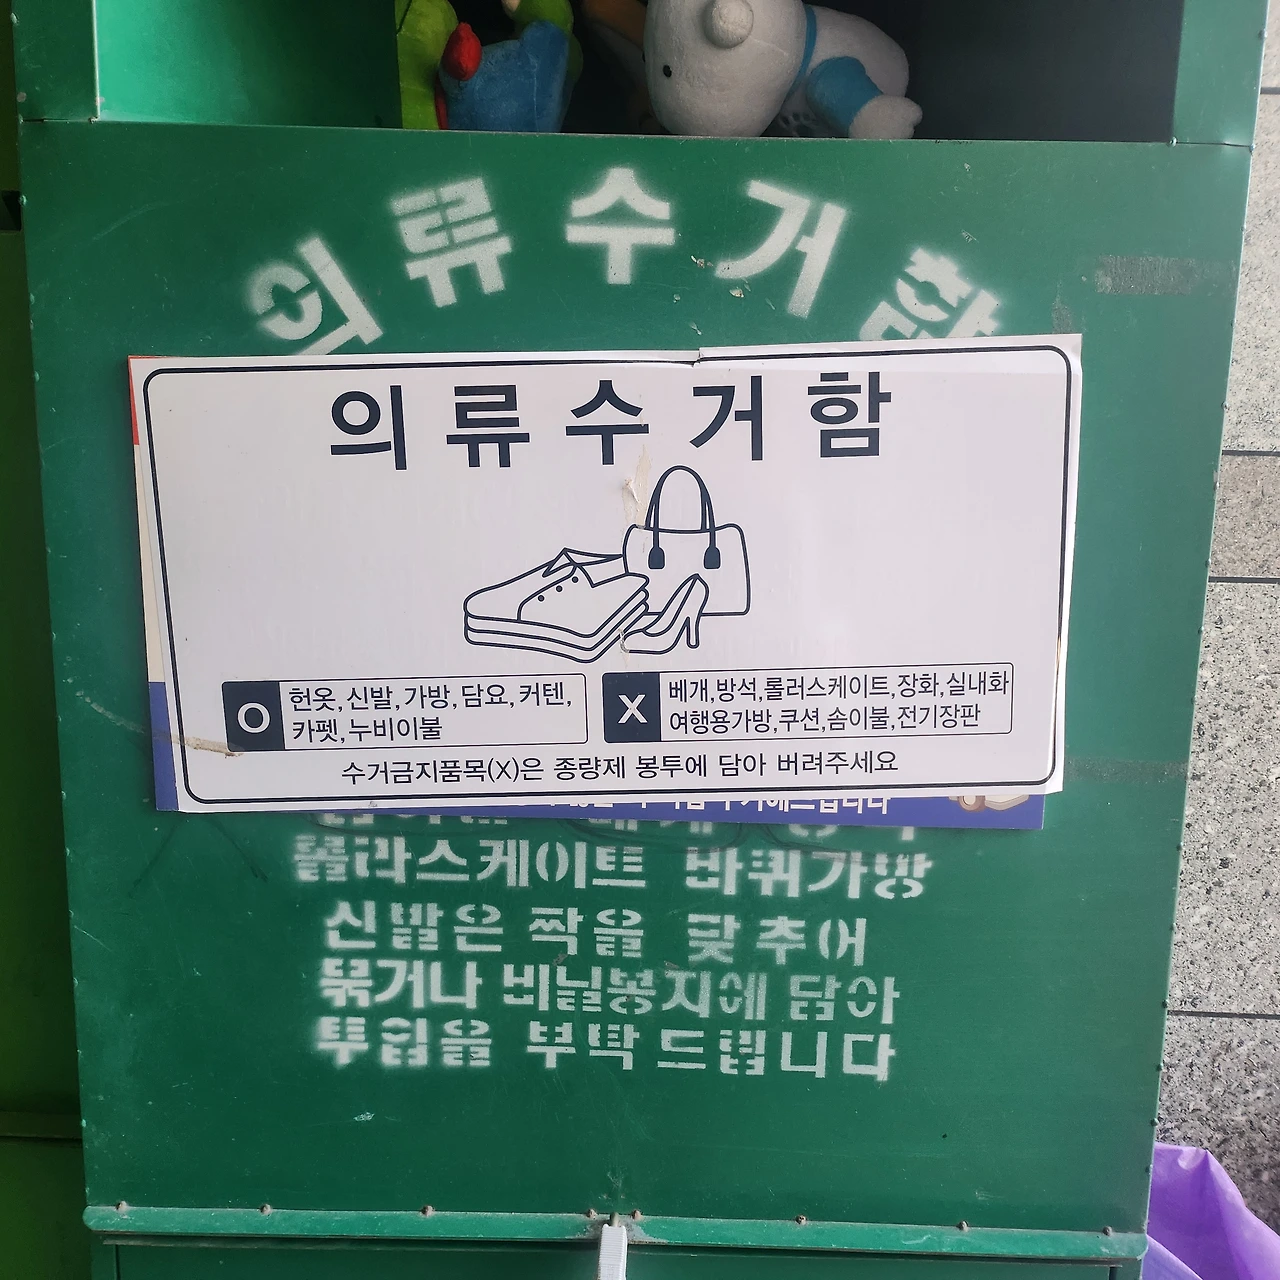 의류수거함
의류수거함
O
헌옷,신발,가방,담요,커텐,
카펫,누비이불
X
베개,방석,롤러스케이트,장화,실내화
여행용가방,쿠션,솜이불,전기장판
수거금지품목(X)은 종량제 봉투에 담아 버려주세요
롤라스케이트 바퀴가방
신발은 짝을 맞추어
묶거나 비닐봉지에 담아
투입을 부탁드립니다